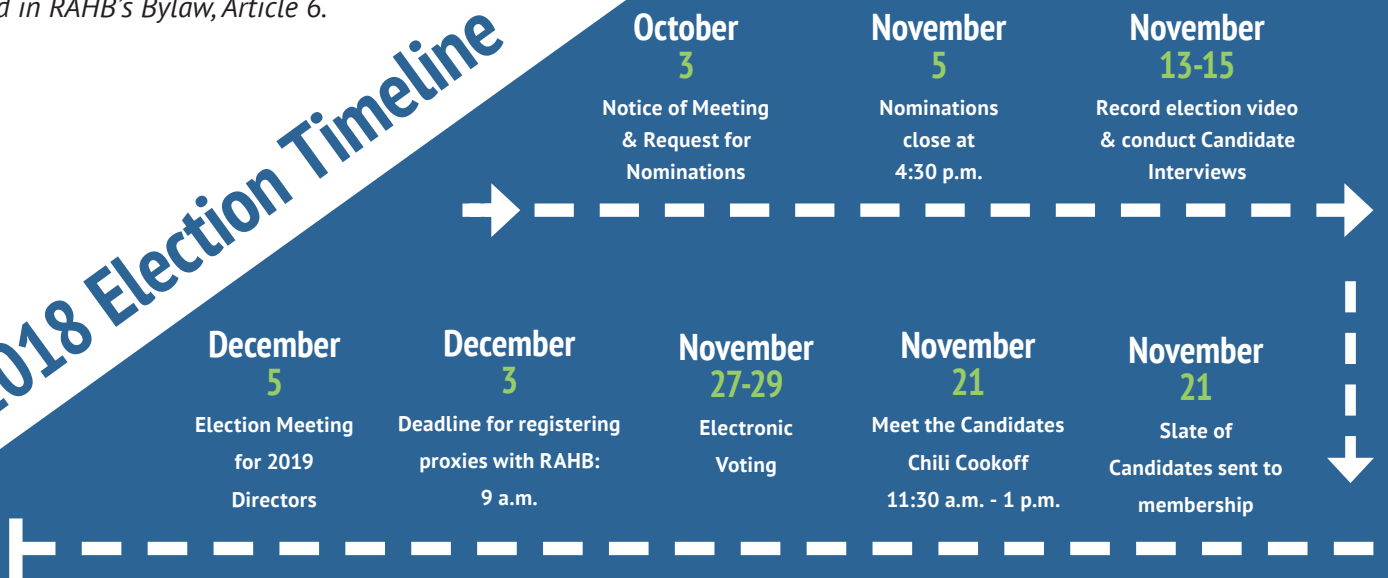 in RAHB's Bylaw, Article 6.
Election Timeline
October
3
Notice of Meeting
& Request for
Nominations
November
5
Nominations
close at
4:30 p.m.
November
13-15
Record election video
& conduct Candidate
Interviews
November
21
Slate of
Candidates sent to
membership
November
21
Meet the Candidates
Chili Cookoff
11:30 a.m. - 1 p.m.
November
27-29
Electronic
Voting
December
3
Deadline for registering
proxies with RAHB:
9 a.m.
December
5
Election Meeting
for 2019
Directors